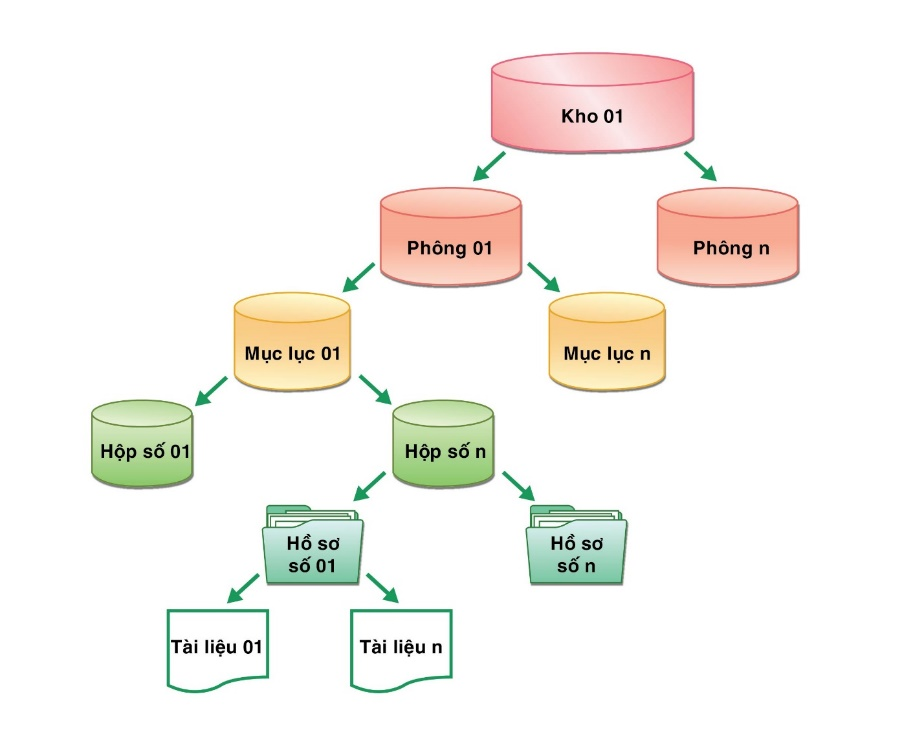 Kho 01
Phông 01
Phông n
Mục lục 01
Mục lục n
Hộp số 01
Hộp số n
Hồ sơ
số 01
Hồ sơ
số n
Tài liệu 01
Tài liệu n